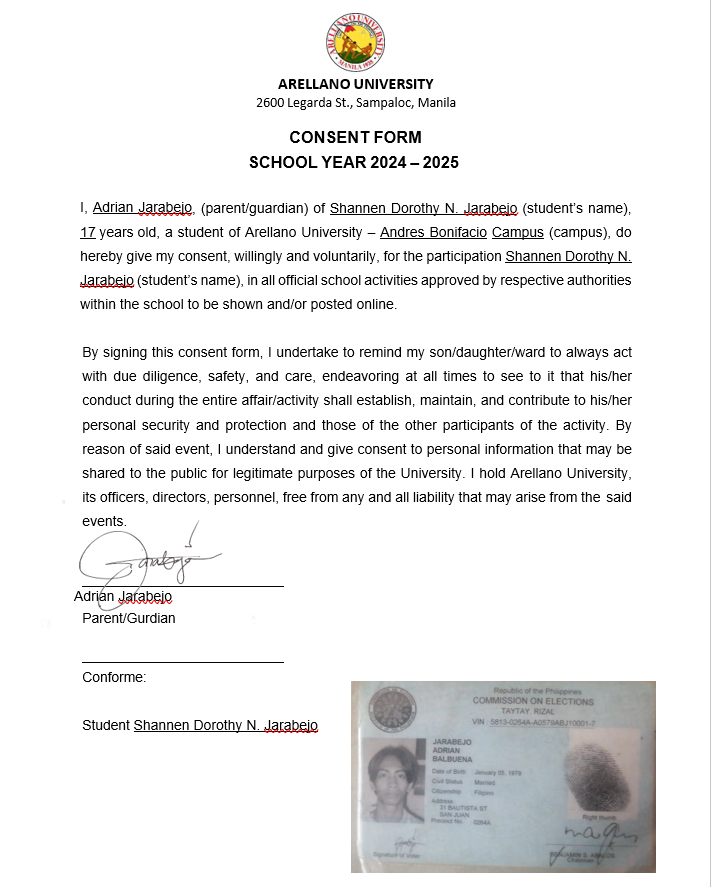 ARELLANO UNIVERSITY
2600 Legarda St., Sampaloc, Manila
CONSENT FORM
SCHOOL YEAR 2024 – 2025
I, Adrian Jarabejo, (parent/guardian) of Shannen Dorothy N. Jarabejo (student's name),
17 years old, a student of Arellano University – Andres Bonifacio Campus (campus), do
hereby give my consent, willingly and voluntarily, for the participation Shannen Dorothy N.
Jarabejo (student's name), in all official school activities approved by respective authorities
within the school to be shown and/or posted online.
By signing this consent form, I undertake to remind my son/daughter/ward to always act
with due diligence, safety, and care, endeavoring at all times to see to it that his/her
conduct during the entire affair/activity shall establish, maintain, and contribute to his/her
personal security and protection and those of the other participants of the activity. By
reason of said event, I understand and give consent to personal information that may be
shared to the public for legitimate purposes of the University. I hold Arellano University,
its officers, directors, personnel, free from any and all liability that may arise from the said
events.
Adrian Jarabejo
Parent/Gurdian
Conforme:
Student Shannen Dorothy N. Jarabejo
Republic of the Philippines
COMMISSION ON ELECTIONS
TAYTAY, RIZAL
VIN
JARABEJO
ADRIAN
BALBUENA
Date of Birth : January 1979
Civil Status : Married
Citizenship : Filipino
Address:
31 BAUTISTA ST
SAN JUAN
Precinct No. 0264A
Right thumb
Signature of Voter
BENJAMIN S. ABALOS
Chairman